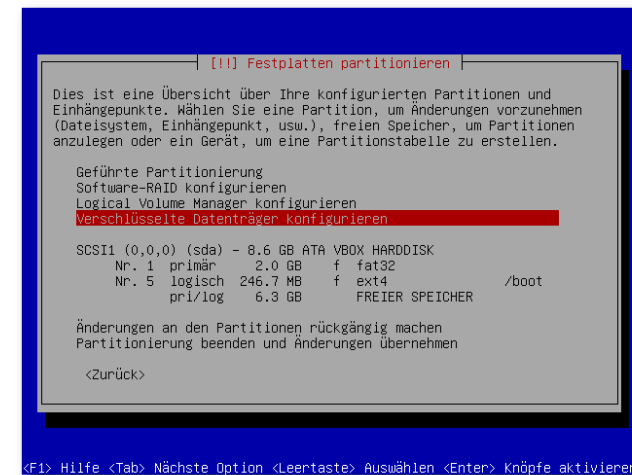 [!!] Festplatten partitionieren
Dies ist eine Übersicht über Ihre konfigurierten Partitionen und
Einhängepunkte. Wählen Sie eine Partition, um Änderungen vorzunehmen
(Dateisystem, Einhängepunkt, usw.), freien Speicher, um Partitionen
anzulegen oder ein Gerät, um eine Partitionstabelle zu erstellen.
Geführte Partitionierung
Software-RAID konfigurieren
Logical Volume Manager konfigurieren
Verschlüsselte Datenträger konfigurieren
SCSI1 (0,0,0) (sda) – 8.6 GB ATA VBOX HARDDISK
Nr. 1 primär 2.0 GB f fat32
Nr. 5 logisch 246.7 MB f ext4 /boot
pri/log 6.3 GB FREIER SPEICHER
Änderungen an den Partitionen rückgängig machen
Partitionierung beenden und Änderungen übernehmen
<Zurück>
<F1> Hilfe <Tab> Nächste Option <Leertaste> Auswählen <Enter> Knöpfe aktivieren